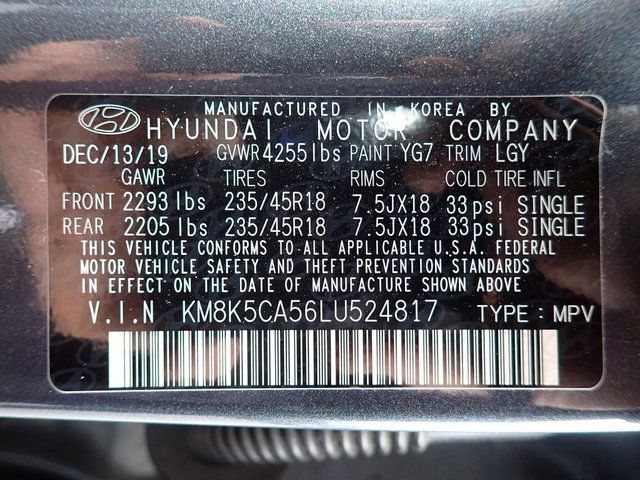 MANUFACTURED IN KOREA BY
HYUNDAI MOTOR COMPANY
DEC/13/19 GVWR 4255 lbs PAINT YG7 TRIM LGY
GAWR TIRES RIMS COLD TIRE INFL
FRONT 2293 lbs 235/45R18 7.5JX18 33psi SINGLE
REAR 2205 lbs 235/45R18 7.5JX18 33psi SINGLE
THIS VEHICLE CONFORMS TO ALL APPLICABLE U.S.A. FEDERAL
MOTOR VEHICLE SAFETY AND THEFT PREVENTION STANDARDS
IN EFFECT ON THE DATE OF MANUFACTURE SHOWN ABOVE
V.I.N KM8K5CA56LU524817 TYPE : MPV